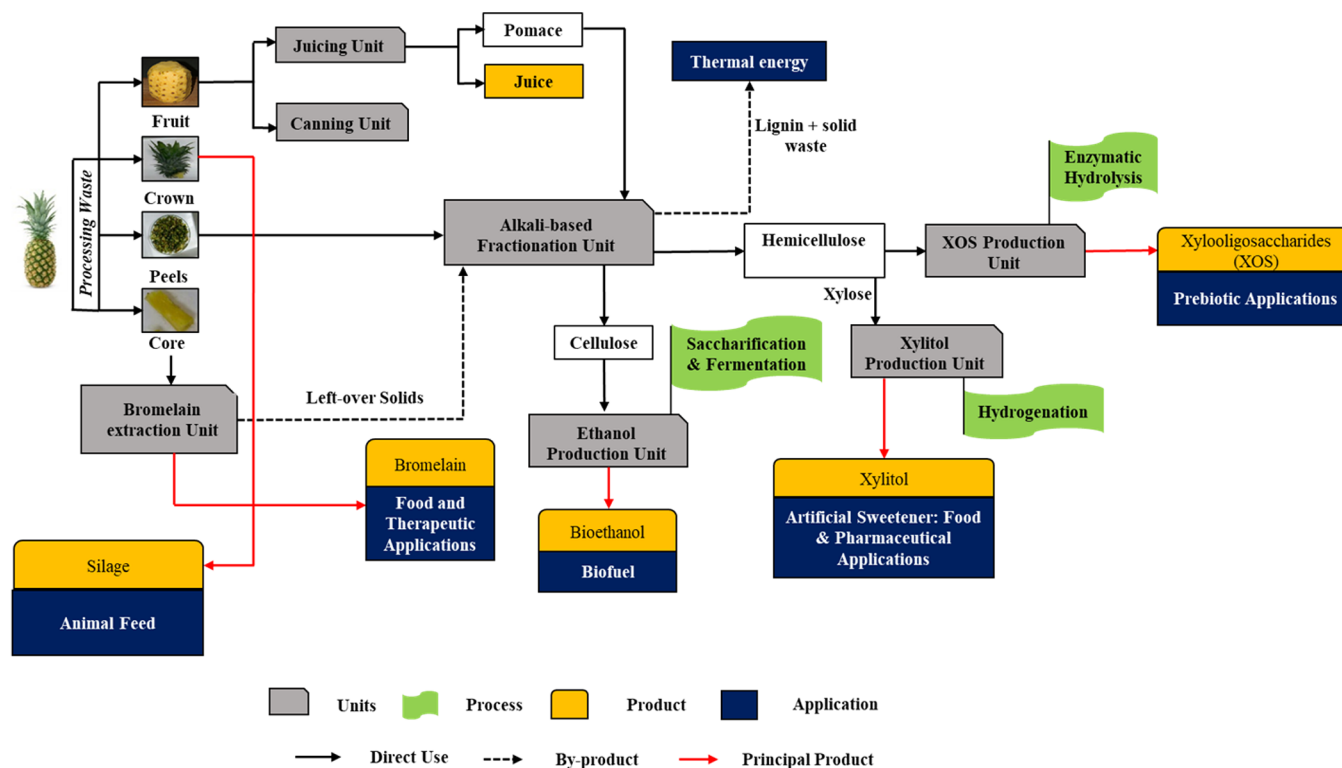 Juicing Unit
Pomace
Thermal energy
Juice
Canning Unit
Fruit
Lignin + solid
waste
Enzymatic
Hydrolysis
Processing Waste
Crown
Alkali-based
Fractionation Unit
Hemicellulose
XOS Production
Unit
Xylooligosaccharides
(XOS)
Prebiotic Applications
Peels
Xylose
Core
Cellulose
Saccharification
& Fermentation
Xylitol
Production Unit
Left-over Solids
Bromelain
extraction Unit
Hydrogenation
Ethanol
Production Unit
Bromelain
Food and
Therapeutic
Applications
Xylitol
Artificial Sweetener: Food
& Pharmaceutical
Applications
Bioethanol
Biofuel
Silage
Animal Feed
Units
Process
Product
Application
Direct Use
By-product
Principal Product